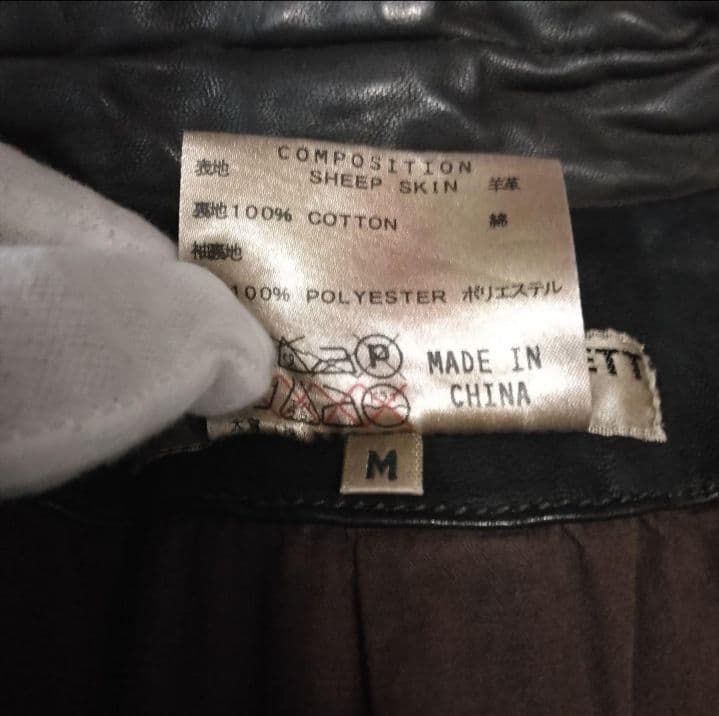 COMPOSITION
表地 SHEEP SKIN 羊革
裏地100% COTTON 綿
袖裏地
100% POLYESTER ポリエステル
P MADE IN
CHINA
ETT
M